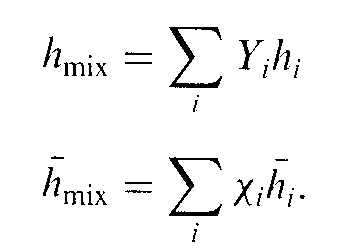 h_mix = ∑_i Y_i h_i
h̄_mix = ∑_i χ_i h̄_i.